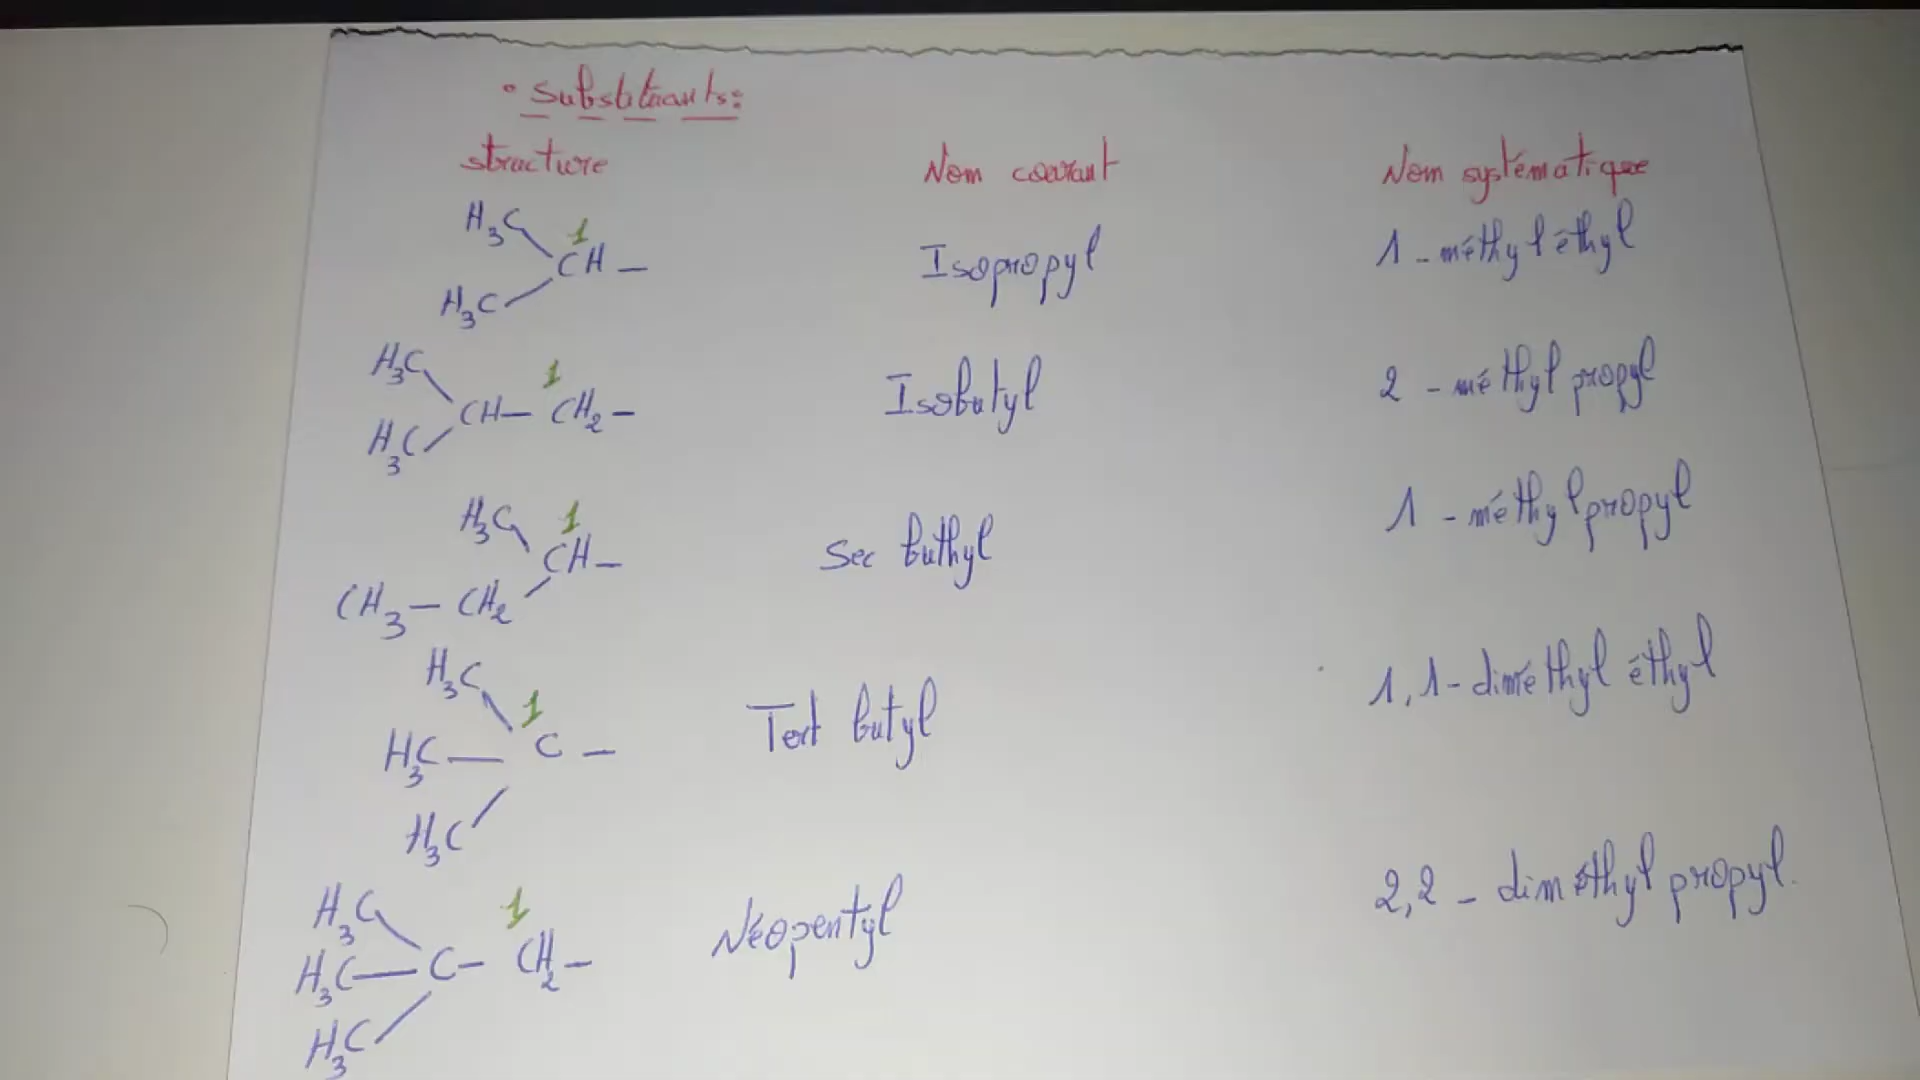 • Substituants:
structure Nom courant Nom systématique
H3C
1
CH – Isopropyl 1 - méthyl éthyl
H3C
H3C
1
CH – CH2 – Isobutyl 2 - méthyl propyl
H3C
H3C
1
CH – Sec buthyl 1 - méthyl propyl
CH3 – CH2
H3C
1
H3C – C – Tert butyl 1,1 - diméthyl éthyl
H3C
H3C
1
H3C – C – CH2 – Néopentyl 2,2 - diméthyl propyl.
H3C